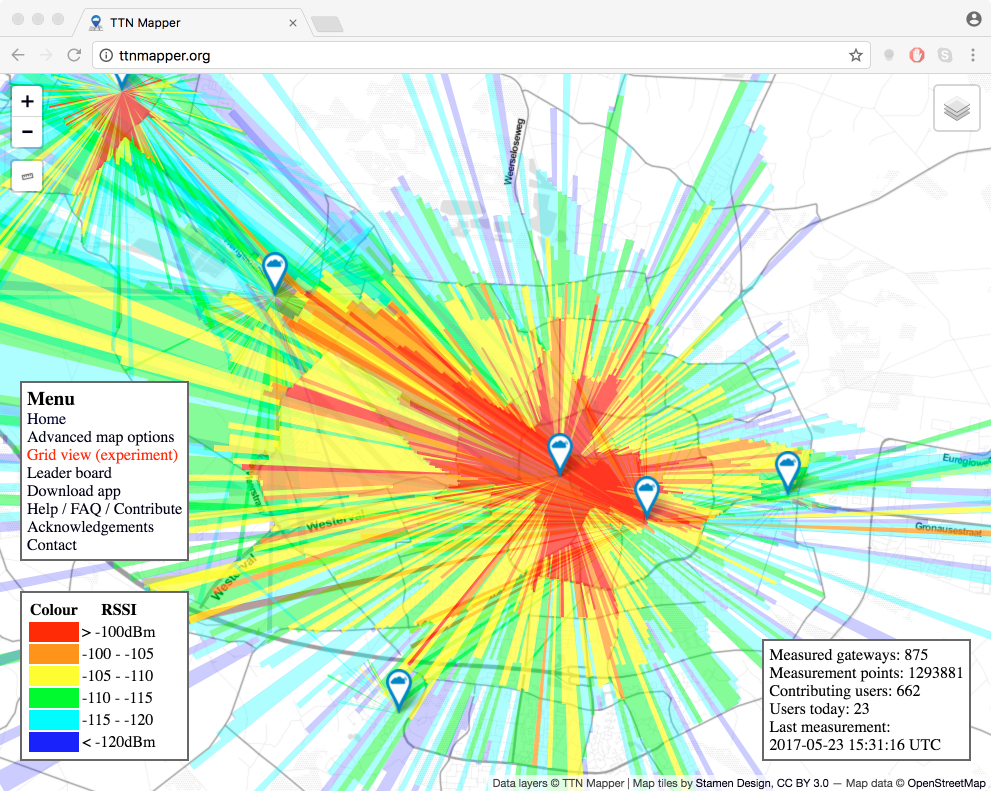 TTN Mapper
ttnmapper.org
+
−
Weerseloseweg
Menu
Home
Advanced map options
Grid view (experiment)
Leader board
Download app
Help / FAQ / Contribute
Acknowledgements
Contact
Westerval
Gronausestraat
Colour RSSI
> -100dBm
-100 - -105
-105 - -110
-110 - -115
-115 - -120
< -120dBm
Measured gateways: 875
Measurement points: 1293881
Contributing users: 662
Users today: 23
Last measurement:
2017-05-23 15:31:16 UTC
Data layers © TTN Mapper | Map tiles by Stamen Design, CC BY 3.0 — Map data © OpenStreetMap